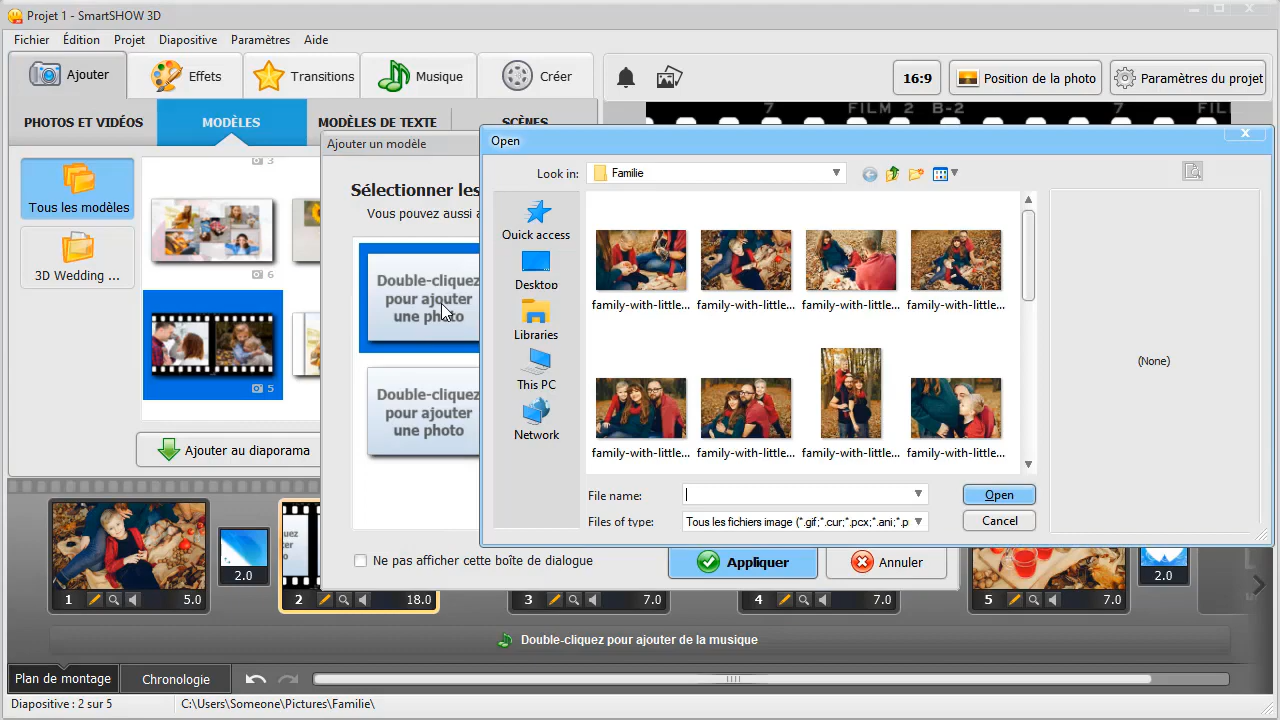 Projet 1 - SmartSHOW 3D
Fichier Édition Projet Diapositive Paramètres Aide
Ajouter Effets Transitions Musique Créer
16:9 Position de la photo Paramètres du projet
PHOTOS ET VIDÉOS MODÈLES MODÈLES DE TEXTE SCÈNES
7 FILM 2 B-2 7
Tous les modèles
3D Wedding ...
3
6
5
Ajouter au diaporama
Ajouter un modèle
Sélectionner les
Vous pouvez aussi
Double-cliquez
pour ajouter
une photo
Double-cliquez
pour ajouter
une photo
Ne pas afficher cette boîte de dialogue
Appliquer
Annuler
Open
Look in: Familie
Quick access
Desktop
Libraries
This PC
Network
family-with-little... family-with-little... family-with-little... family-with-little...
family-with-little... family-with-little... family-with-little... family-with-little...
(None)
File name:
Open
Files of type: Tous les fichiers image (*.gif;*.cur;*.pcx;*.ani;*.p
Cancel
2.0 2.0
1 5.0 2 18.0 3 7.0 4 7.0 5 7.0
Double-cliquez pour ajouter de la musique
Plan de montage Chronologie
Diapositive : 2 sur 5 C:\Users\Someone\Pictures\Familie\